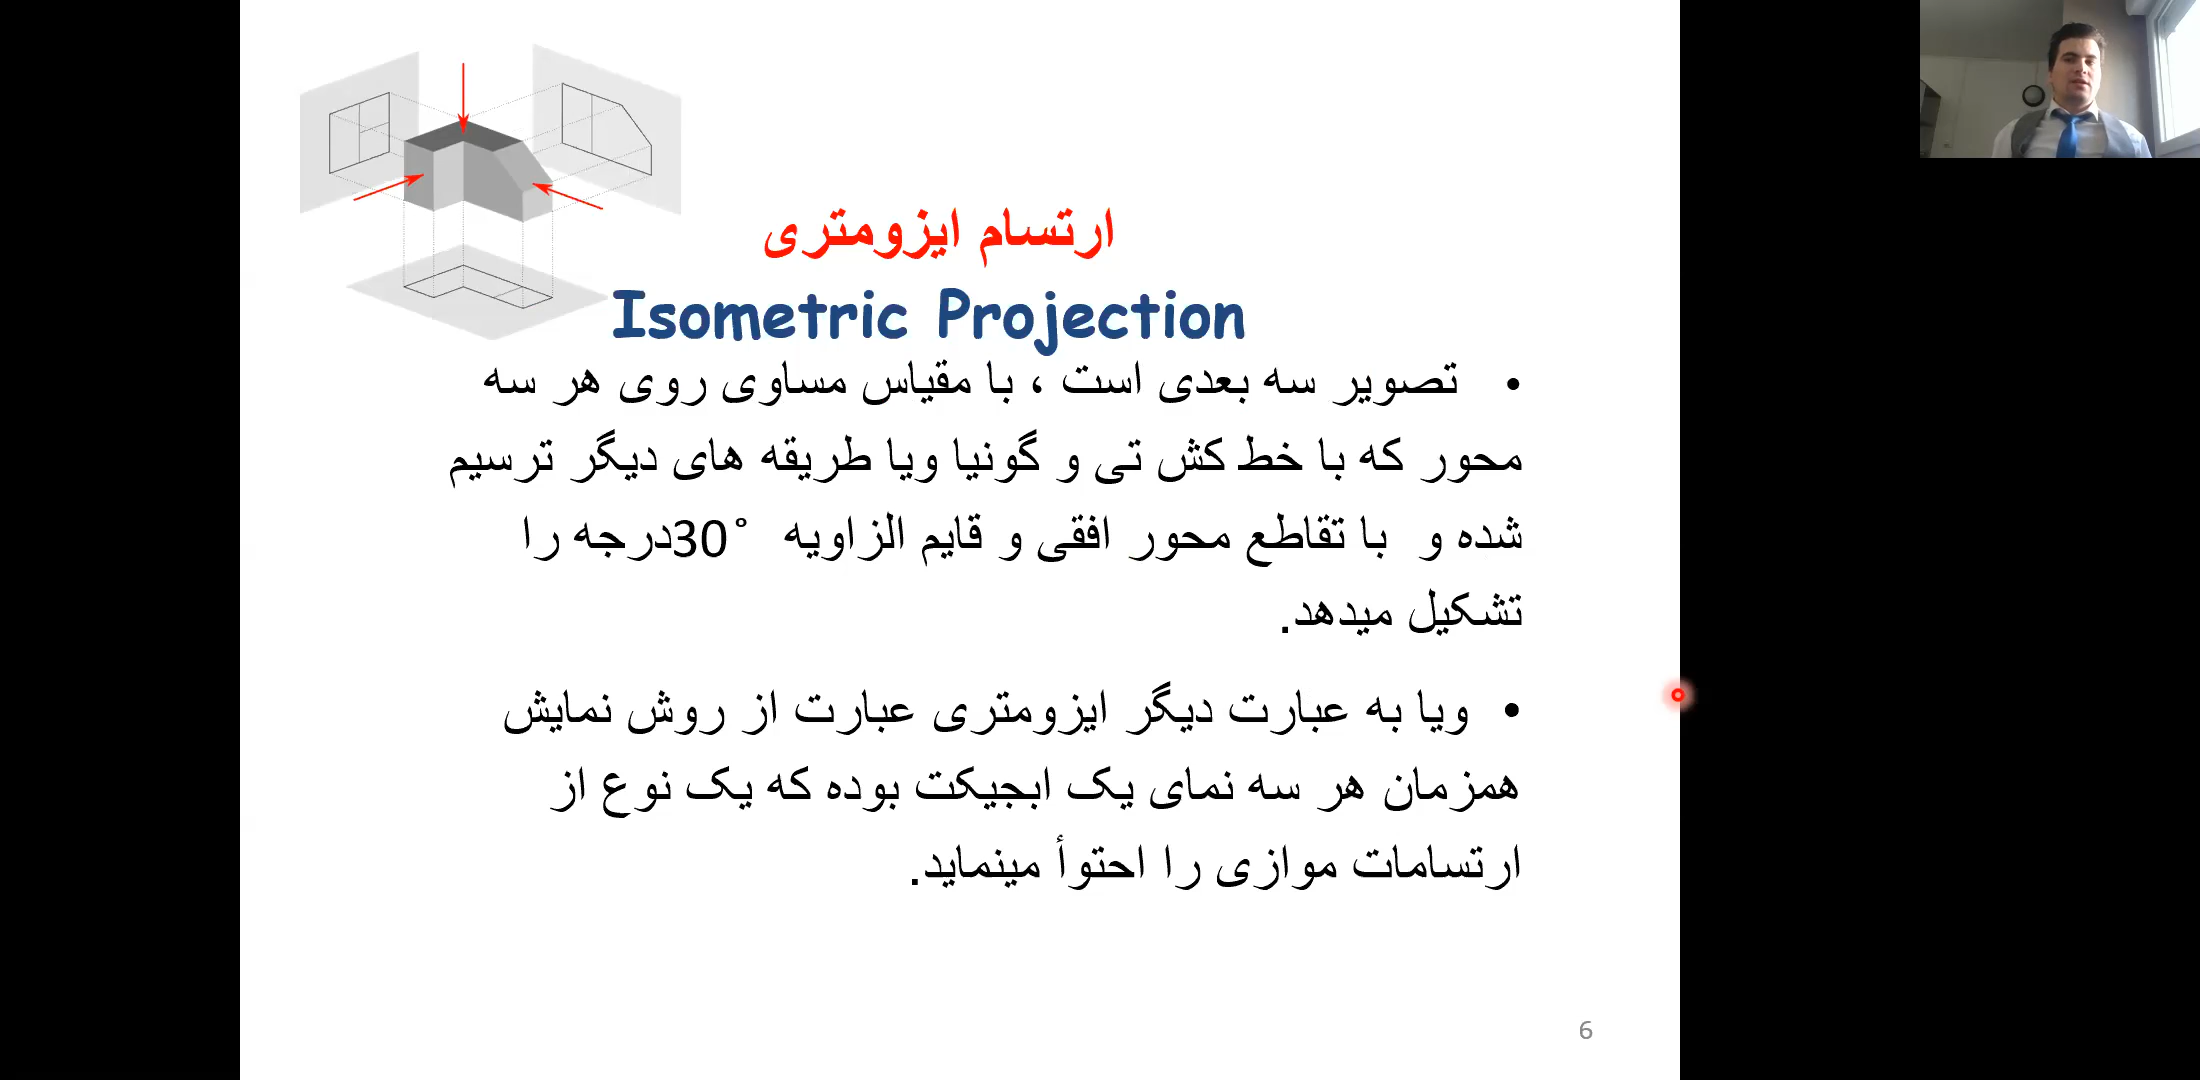 ارتسام ایزومتری
Isometric Projection
• تصویر سه بعدی است ، با مقیاس مساوی روی هر سه
محور که با خط کش تی و گونیا ویا طریقه های دیگر ترسیم
شده و با تقاطع محور افقی و قایم الزاویه °30درجه را
تشکیل میدهد.
• ویا به عبارت دیگر ایزومتری عبارت از روش نمایش
همزمان هر سه نمای یک ابجیکت بوده که یک نوع از
ارتسامات موازی را احتوأ مینماید.
6